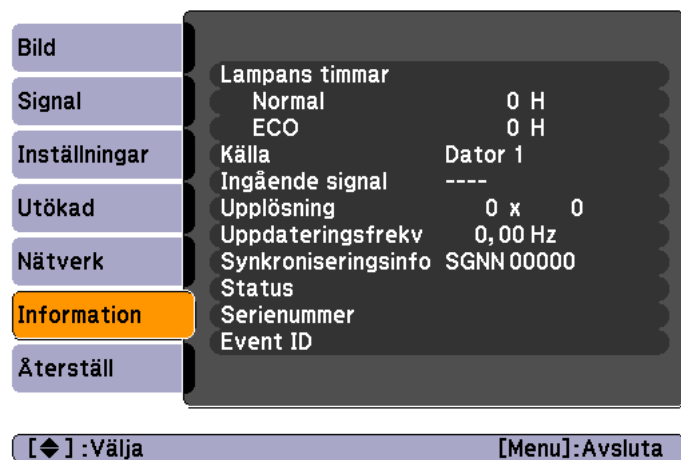 Bild
Signal
Inställningar
Utökad
Nätverk
Information
Återställ
Lampans timmar
Normal 0 H
ECO 0 H
Källa Dator 1
Ingående signal ----
Upplösning 0 x 0
Uppdateringsfrekv 0,00 Hz
Synkroniseringsinfo SGNN 00000
Status
Serienummer
Event ID
[◆] :Välja [Menu]:Avsluta